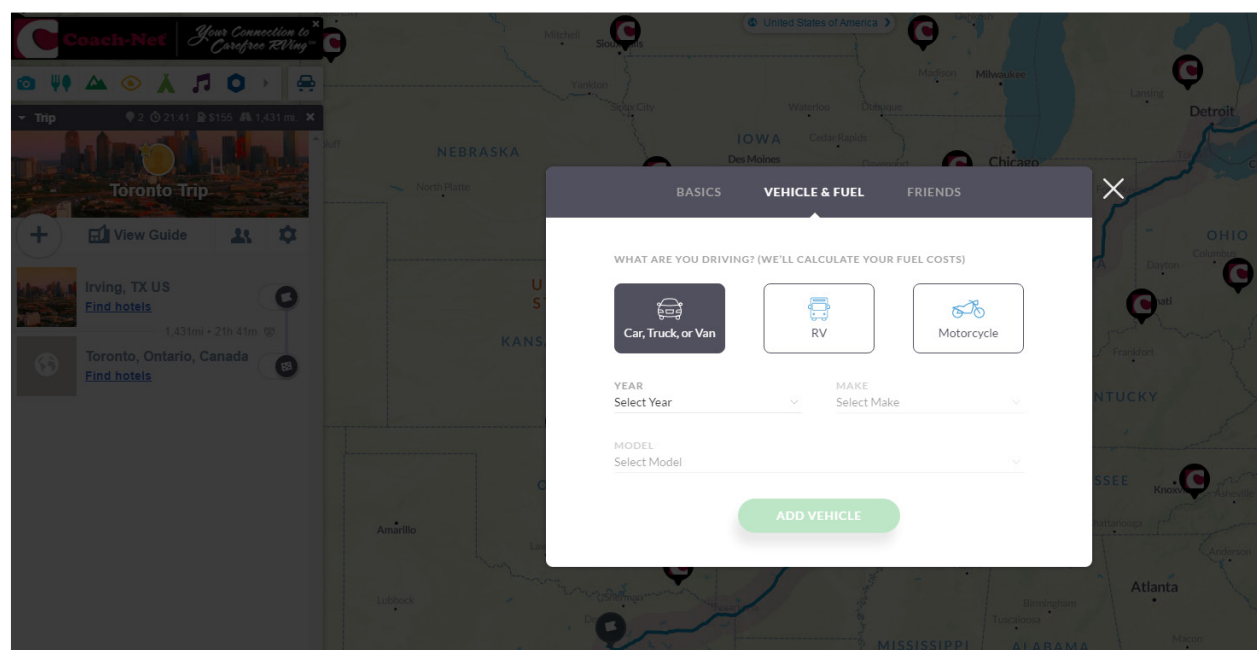 Coach-Net
Your Connection to
Carefree RVing
United States of America
Trip
2 21:41 $155 1,431 mi.
Toronto Trip
View Guide
Irving, TX US
Find hotels
1,431mi • 21h 41m
Toronto, Ontario, Canada
Find hotels
BASICS
VEHICLE & FUEL
FRIENDS
WHAT ARE YOU DRIVING? (WE'LL CALCULATE YOUR FUEL COSTS)
Car, Truck, or Van
RV
Motorcycle
YEAR
Select Year
MAKE
Select Make
MODEL
Select Model
ADD VEHICLE
Mitchell
Yankton
Sioux City
Madison
Milwaukee
Lansing
Detroit
Waterloo
Dubuque
IOWA
Cedar Rapids
Des Moines
Davenport
Chicago
NEBRASKA
North Platte
OHIO
Dayton
Columbus
Frankfort
Asheville
Amarillo
Lubbock
Anderson
Atlanta
Birmingham
Tuscaloosa
Macon
MISSISSIPPI
ALABAMA